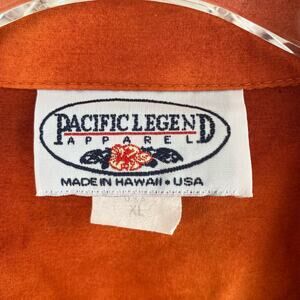 PACIFIC LEGEND
APPAREL
MADE IN HAWAII • USA
XL